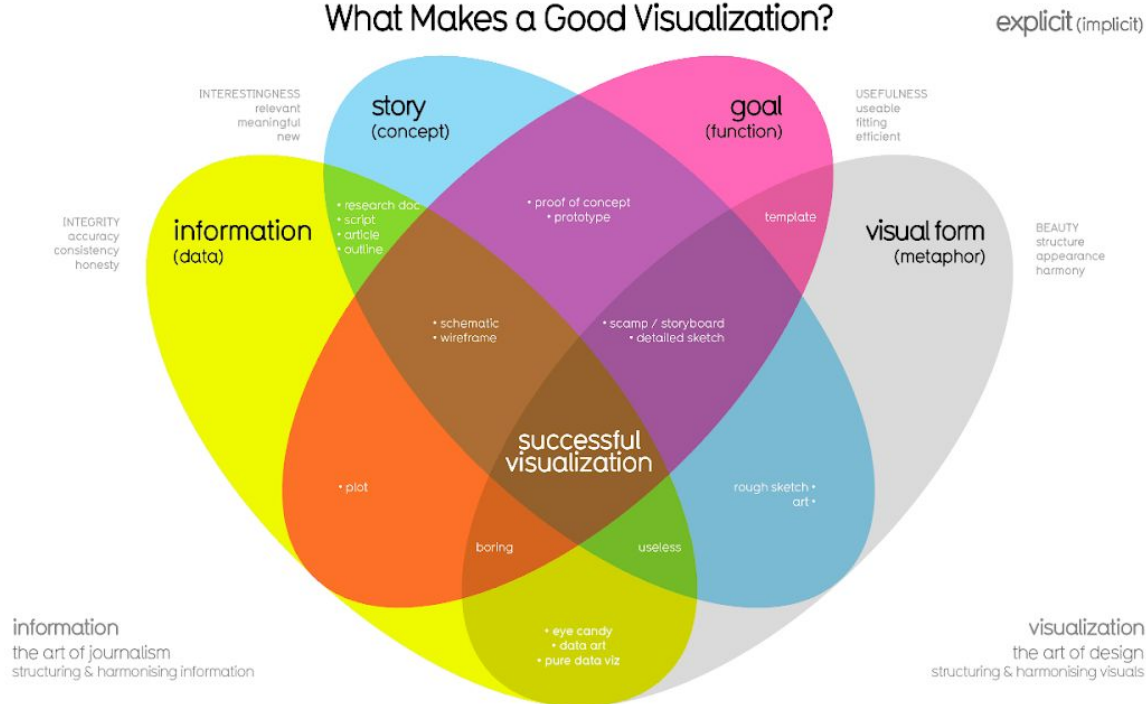 What Makes a Good Visualization?
explicit (implicit)
INTERESTINGNESS
relevant
meaningful
new
story
(concept)
goal
(function)
USEFULNESS
useable
fitting
efficient
INTEGRITY
accuracy
consistency
honesty
information
(data)
• research doc
• script
• article
• outline
• proof of concept
• prototype
template
visual form
(metaphor)
BEAUTY
structure
appearance
harmony
• schematic
• wireframe
• scamp / storyboard
• detailed sketch
successful
visualization
• plot
rough sketch •
art •
boring
useless
• eye candy
• data art
• pure data viz
information
the art of journalism
structuring & harmonising information
visualization
the art of design
structuring & harmonising visuals